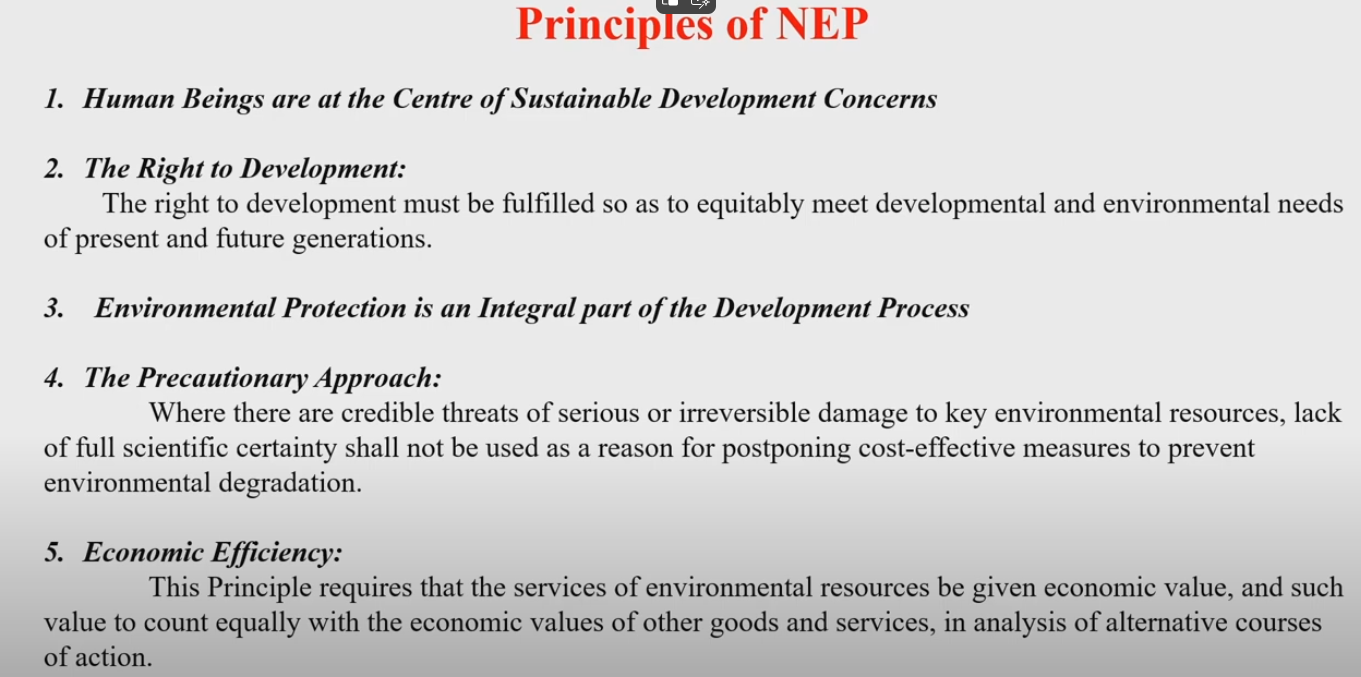 Principles of NEP
1. Human Beings are at the Centre of Sustainable Development Concerns
2. The Right to Development:
The right to development must be fulfilled so as to equitably meet developmental and environmental needs
of present and future generations.
3. Environmental Protection is an Integral part of the Development Process
4. The Precautionary Approach:
Where there are credible threats of serious or irreversible damage to key environmental resources, lack
of full scientific certainty shall not be used as a reason for postponing cost-effective measures to prevent
environmental degradation.
5. Economic Efficiency:
This Principle requires that the services of environmental resources be given economic value, and such
value to count equally with the economic values of other goods and services, in analysis of alternative courses
of action.